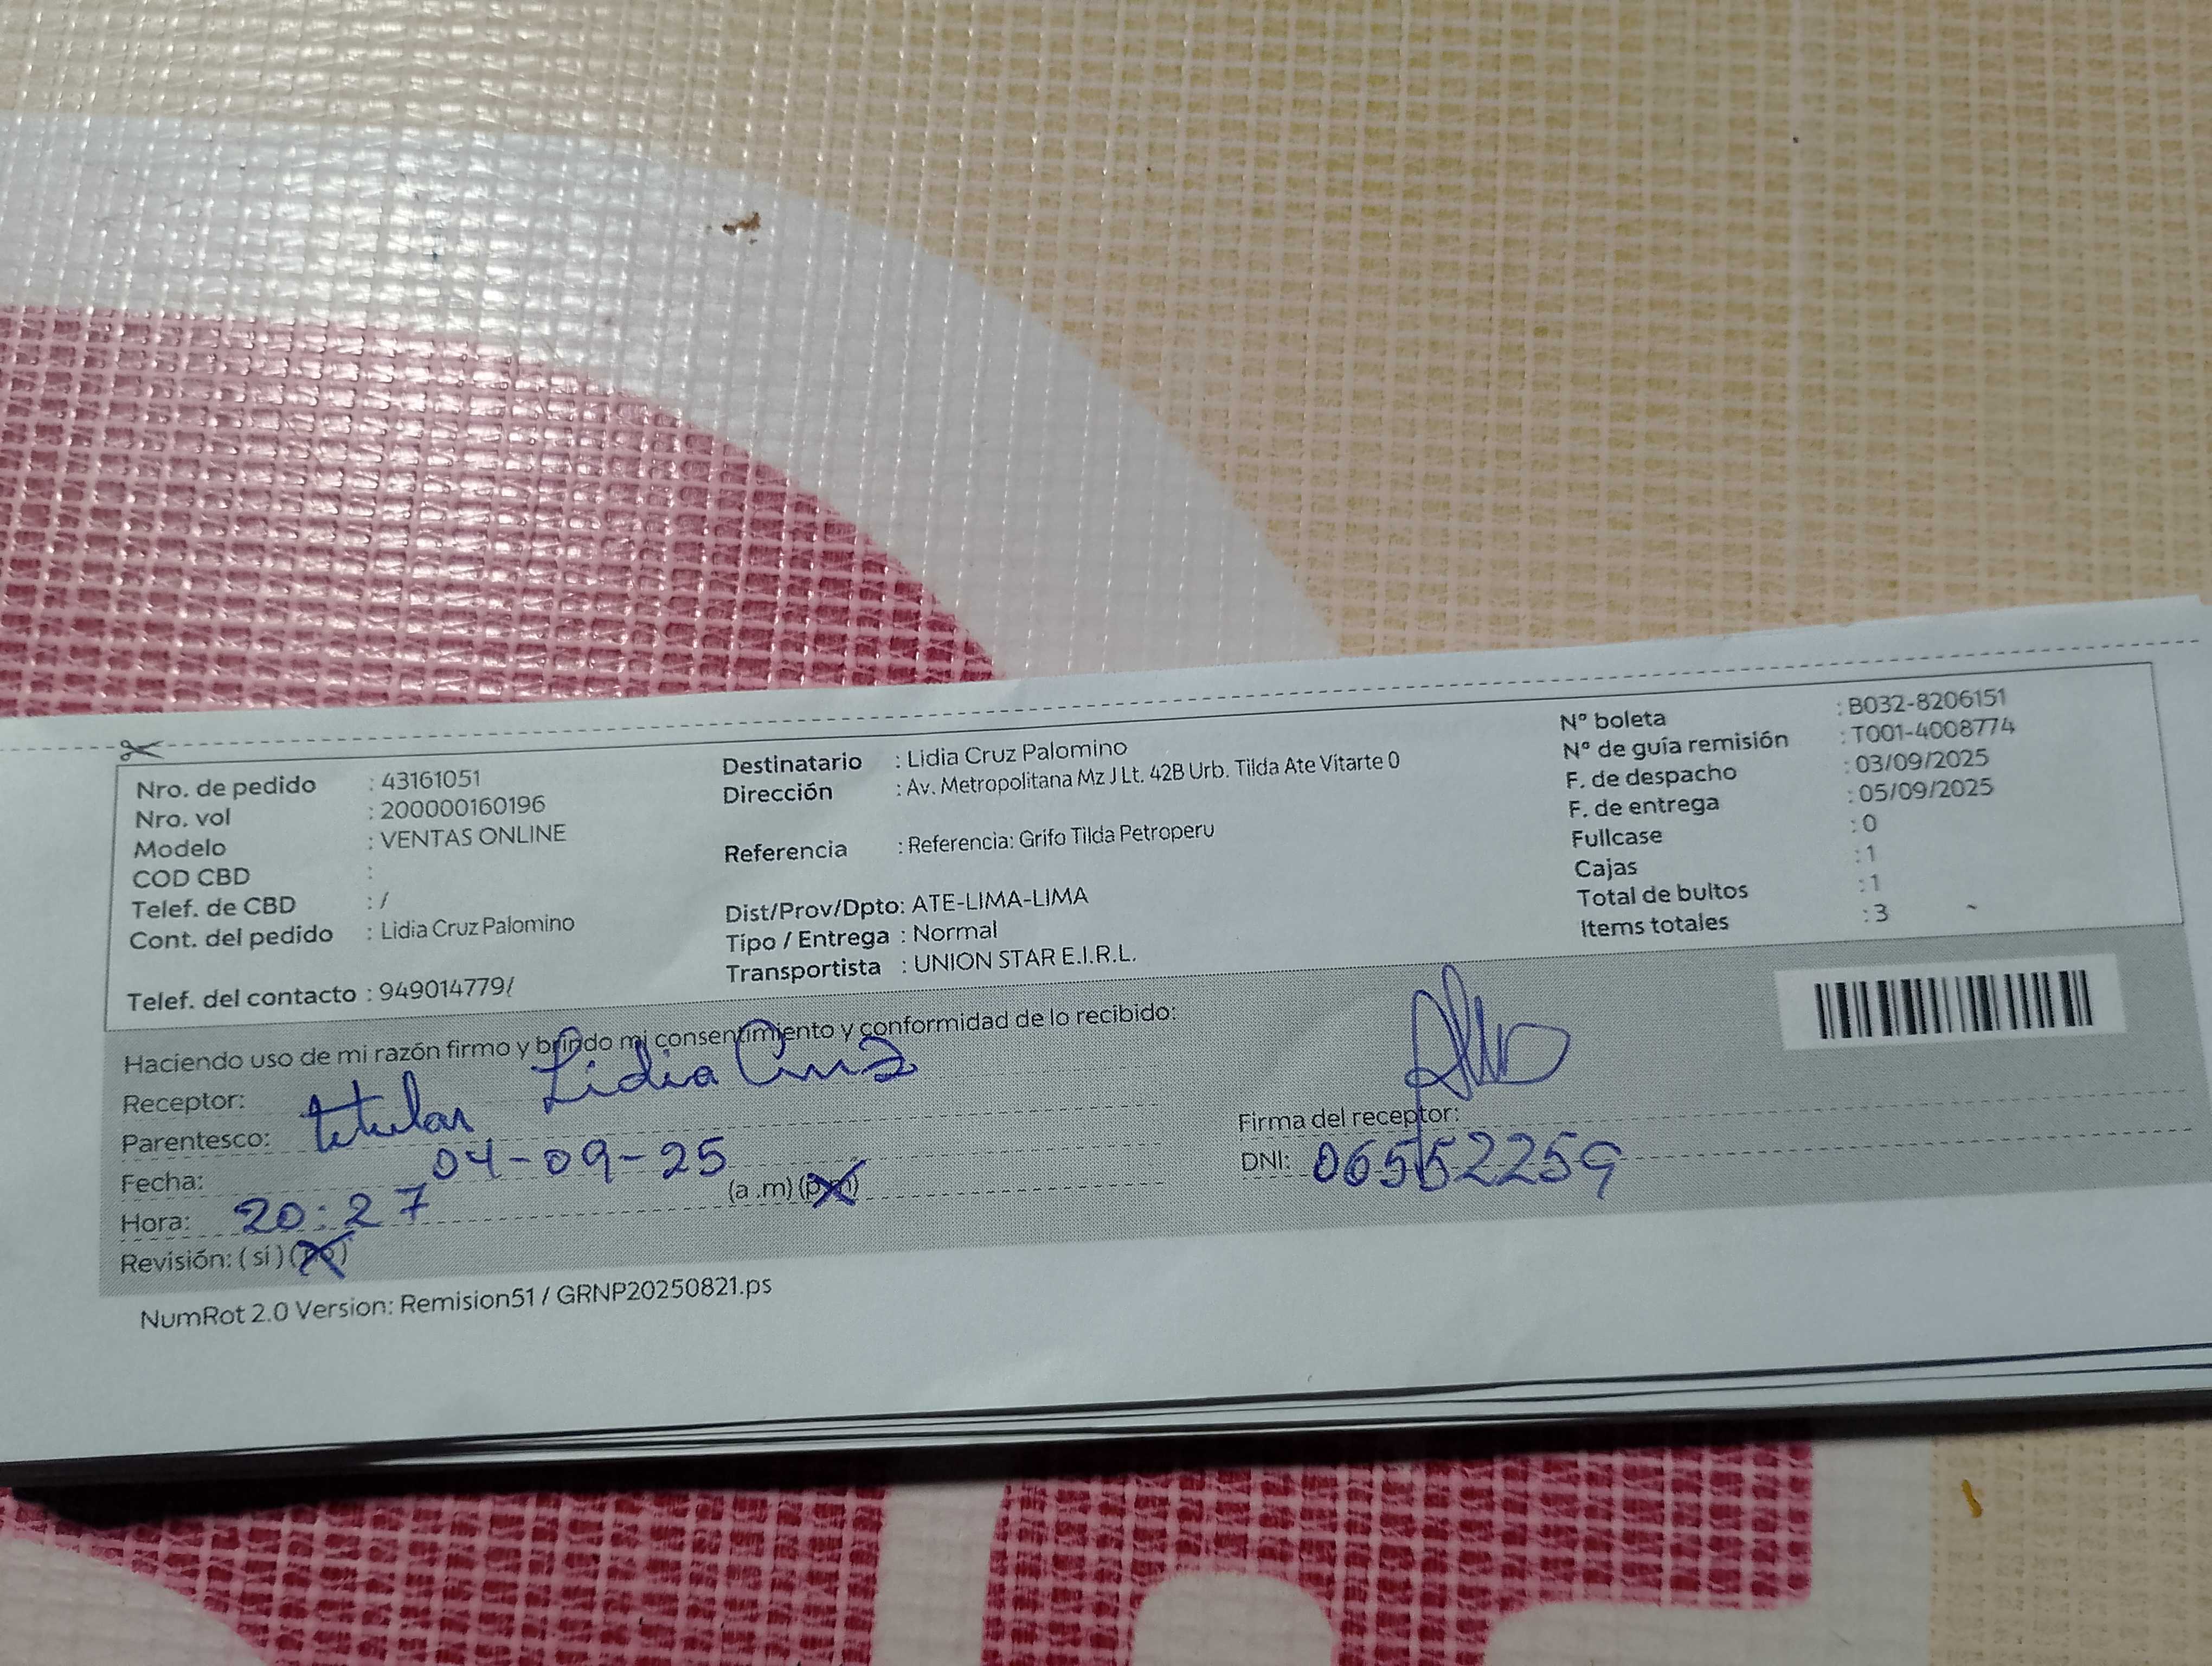 Nro. de pedido : 43161051
Nro. vol : 200000160196
Modelo : VENTAS ONLINE
COD CBD :
Telef. de CBD : /
Cont. del pedido : Lidia Cruz Palomino
Telef. del contacto : 949014779/
Destinatario : Lidia Cruz Palomino
Dirección : Av. Metropolitana Mz J Lt. 42B Urb. Tilda Ate Vitarte 0
Referencia : Referencia: Grifo Tilda Petroperu
Dist/Prov/Dpto: ATE-LIMA-LIMA
Tipo / Entrega : Normal
Transportista : UNION STAR E.I.R.L.
N° boleta : B032-8206151
N° de guía remisión : T001-4008774
F. de despacho : 03/09/2025
F. de entrega : 05/09/2025
Fullcase : 0
Cajas : 1
Total de bultos : 1
Items totales : 3
Haciendo uso de mi razón firmo y brindo mi consentimiento y conformidad de lo recibido:
Receptor: Lidia Cruz
Parentesco: titular
Fecha: 04-09-25
Hora: 20:27 (a .m) (p.m)
Revisión: ( sí ) (no)
Firma del receptor:
DNI: 06552259
NumRot 2.0 Version: Remision51 / GRNP20250821.ps